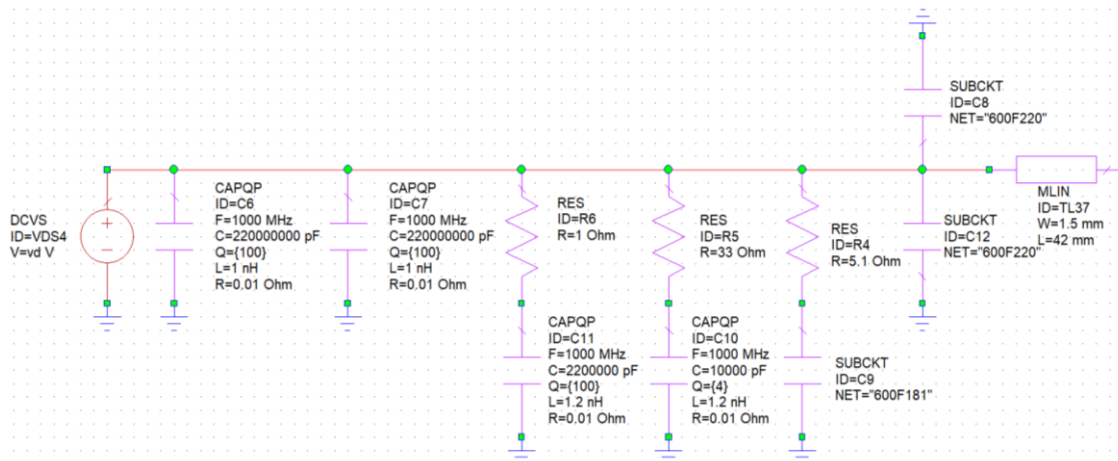 SUBCKT
ID=C8
NET="600F220"
MLIN
ID=TL37
W=1.5 mm
L=42 mm
DCVS
ID=VDS4
V=vd V
CAPQP
ID=C6
F=1000 MHz
C=220000000 pF
Q={100}
L=1 nH
R=0.01 Ohm
CAPQP
ID=C7
F=1000 MHz
C=220000000 pF
Q={100}
L=1 nH
R=0.01 Ohm
RES
ID=R6
R=1 Ohm
RES
ID=R5
R=33 Ohm
RES
ID=R4
R=5.1 Ohm
SUBCKT
ID=C12
NET="600F220"
CAPQP
ID=C11
F=1000 MHz
C=2200000 pF
Q={100}
L=1.2 nH
R=0.01 Ohm
CAPQP
ID=C10
F=1000 MHz
C=10000 pF
Q={4}
L=1.2 nH
R=0.01 Ohm
SUBCKT
ID=C9
NET="600F181"